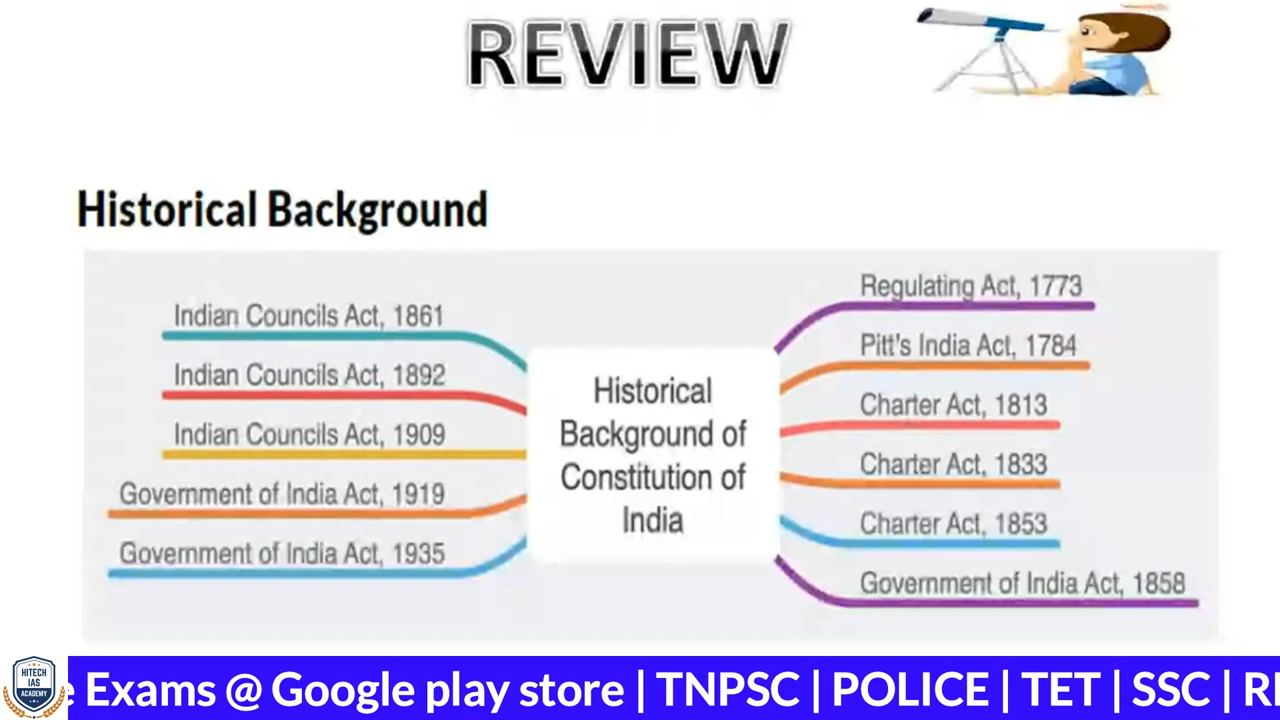 REVIEW
Historical Background
Indian Councils Act, 1861
Indian Councils Act, 1892
Indian Councils Act, 1909
Government of India Act, 1919
Government of India Act, 1935
Historical
Background of
Constitution of
India
Regulating Act, 1773
Pitt's India Act, 1784
Charter Act, 1813
Charter Act, 1833
Charter Act, 1853
Government of India Act, 1858
HITECH
IAS
ACADEMY
Exams @ Google play store | TNPSC | POLICE | TET | SSC |